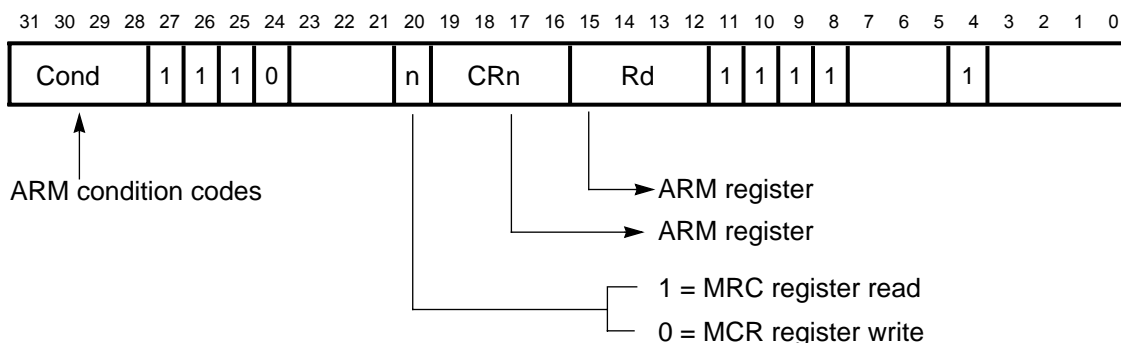 31 30 29 28 27 26 25 24 23 22 21 20 19 18 17 16 15 14 13 12 11 10 9 8 7 6 5 4 3 2 1 0
Cond 1 1 1 0 n CRn Rd 1 1 1 1 1
ARM condition codes
ARM register
ARM register
1 = MRC register read
0 = MCR register write